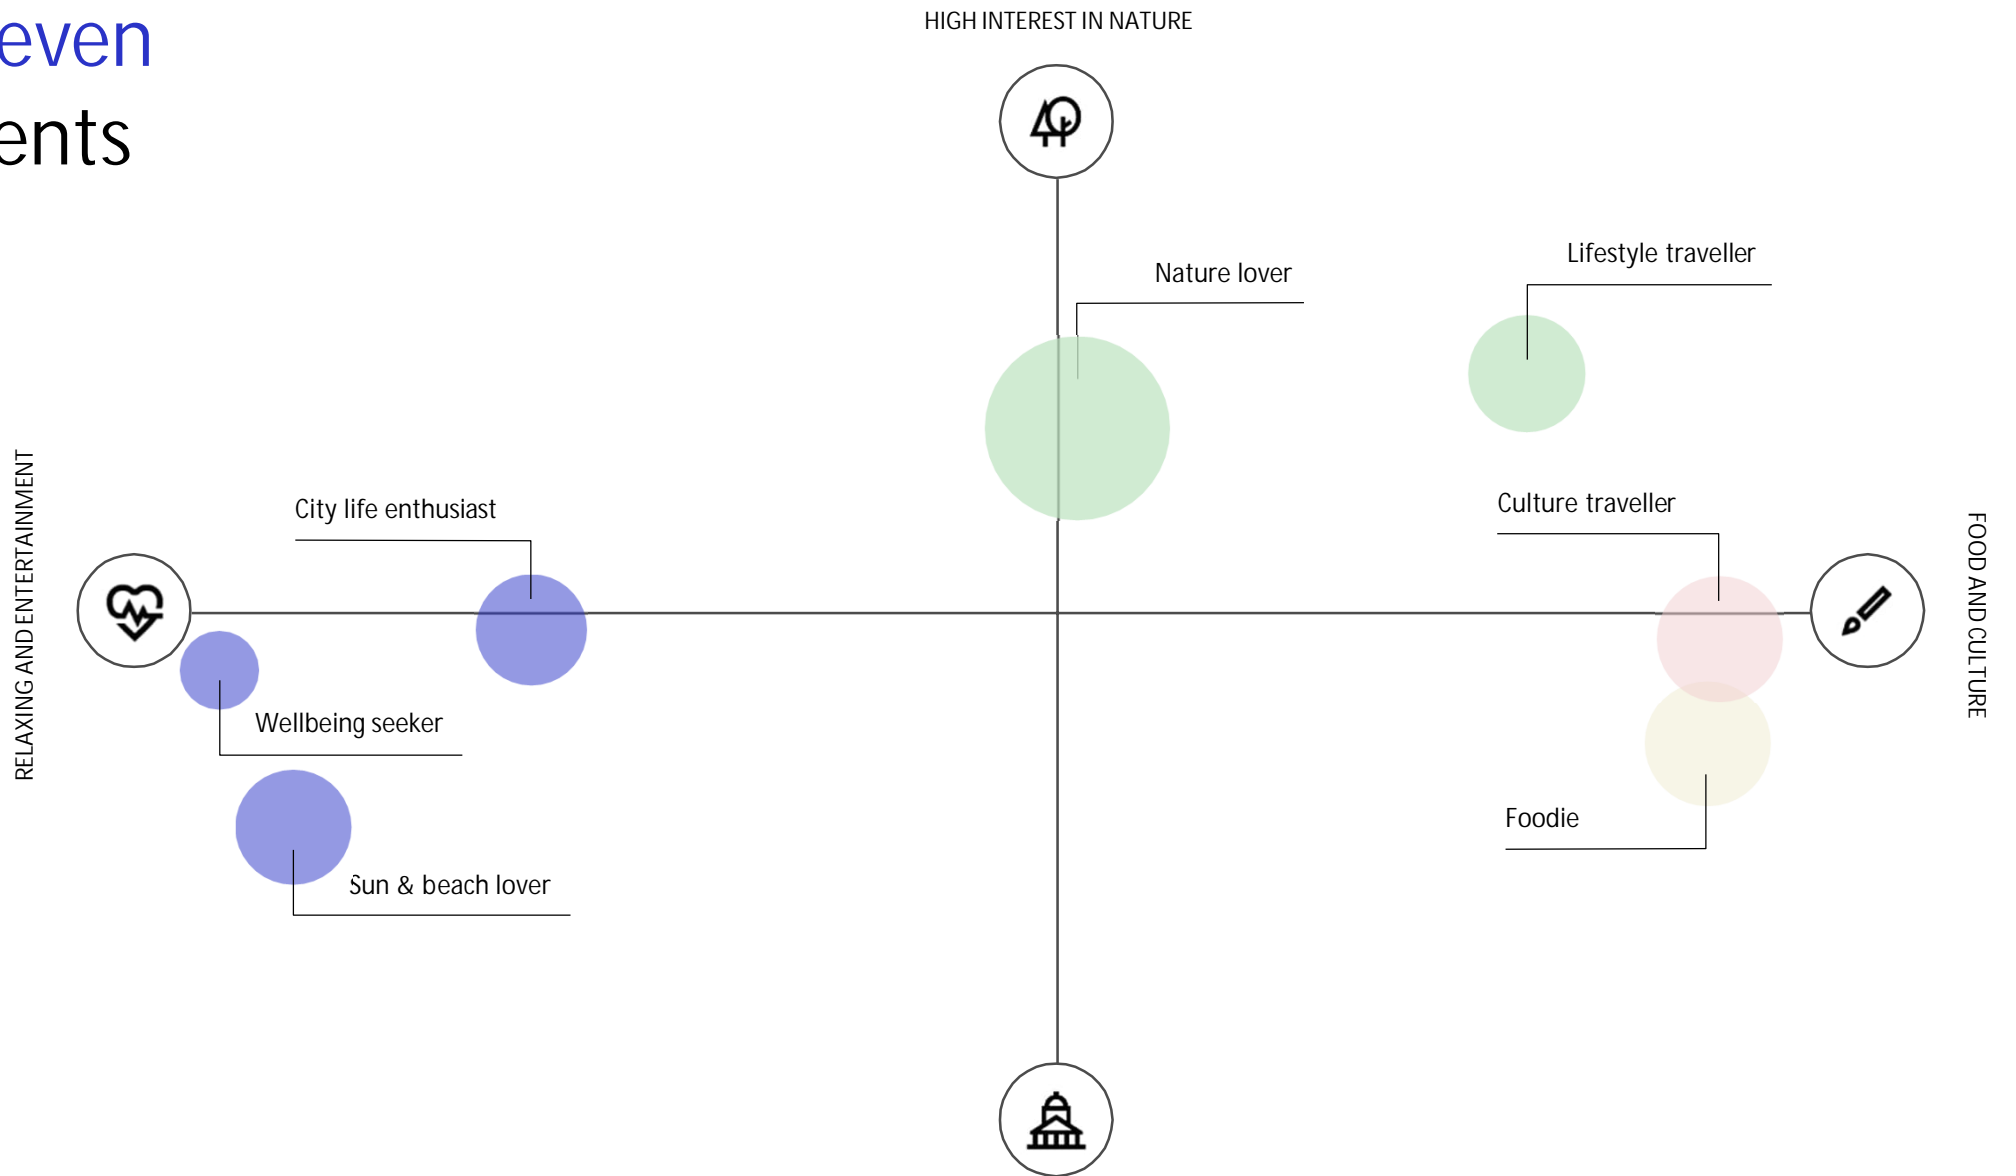 even
ents
HIGH INTEREST IN NATURE
Lifestyle traveller
Nature lover
RELAXING AND ENTERTAINMENT
City life enthusiast
Culture traveller
FOOD AND CULTURE
Wellbeing seeker
Foodie
Sun & beach lover